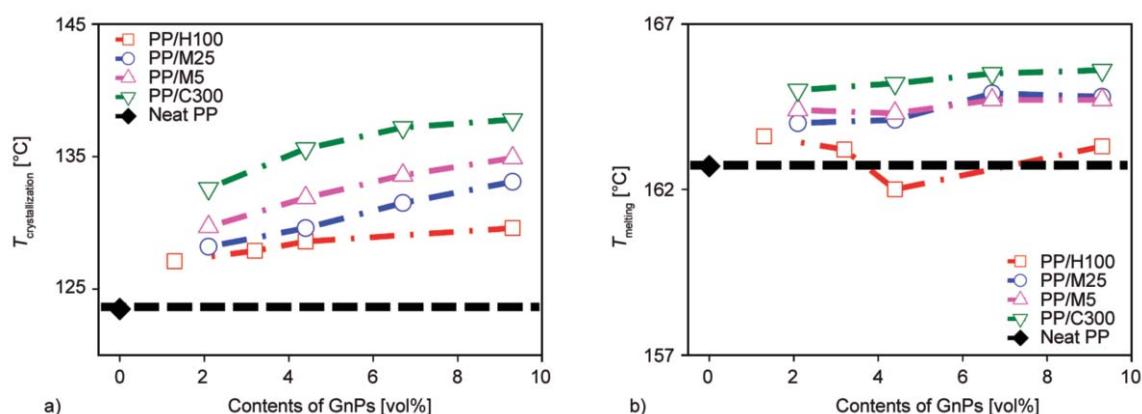 145
135
125
T crystallization [°C]
PP/H100
PP/M25
PP/M5
PP/C300
Neat PP
0 2 4 6 8 10
a) Contents of GnPs [vol%]
167
162
157
T melting [°C]
PP/H100
PP/M25
PP/M5
PP/C300
Neat PP
0 2 4 6 8 10
b) Contents of GnPs [vol%]